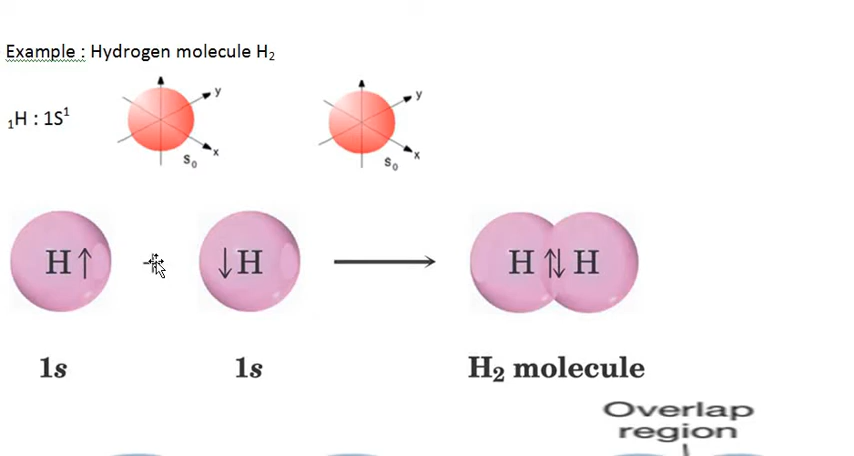 Example : Hydrogen molecule H₂
y
y
₁H : 1S¹
x
x
S₀
S₀
H↑ + ↓H → H⇅H
1s 1s H₂ molecule
Overlap
region